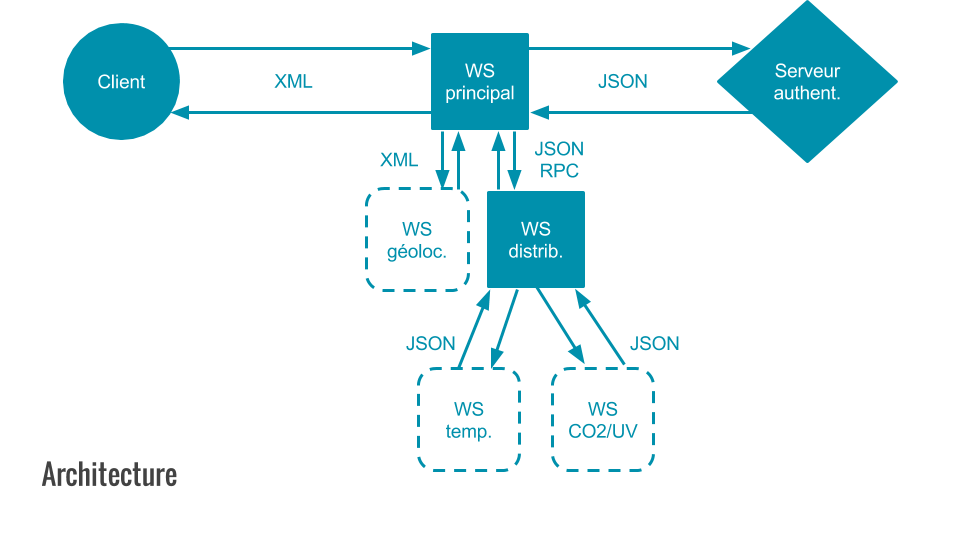 Client
XML
WS
principal
JSON
Serveur
authent.
XML
JSON
RPC
WS
géoloc.
WS
distrib.
JSON
JSON
WS
temp.
WS
CO2/UV
Architecture